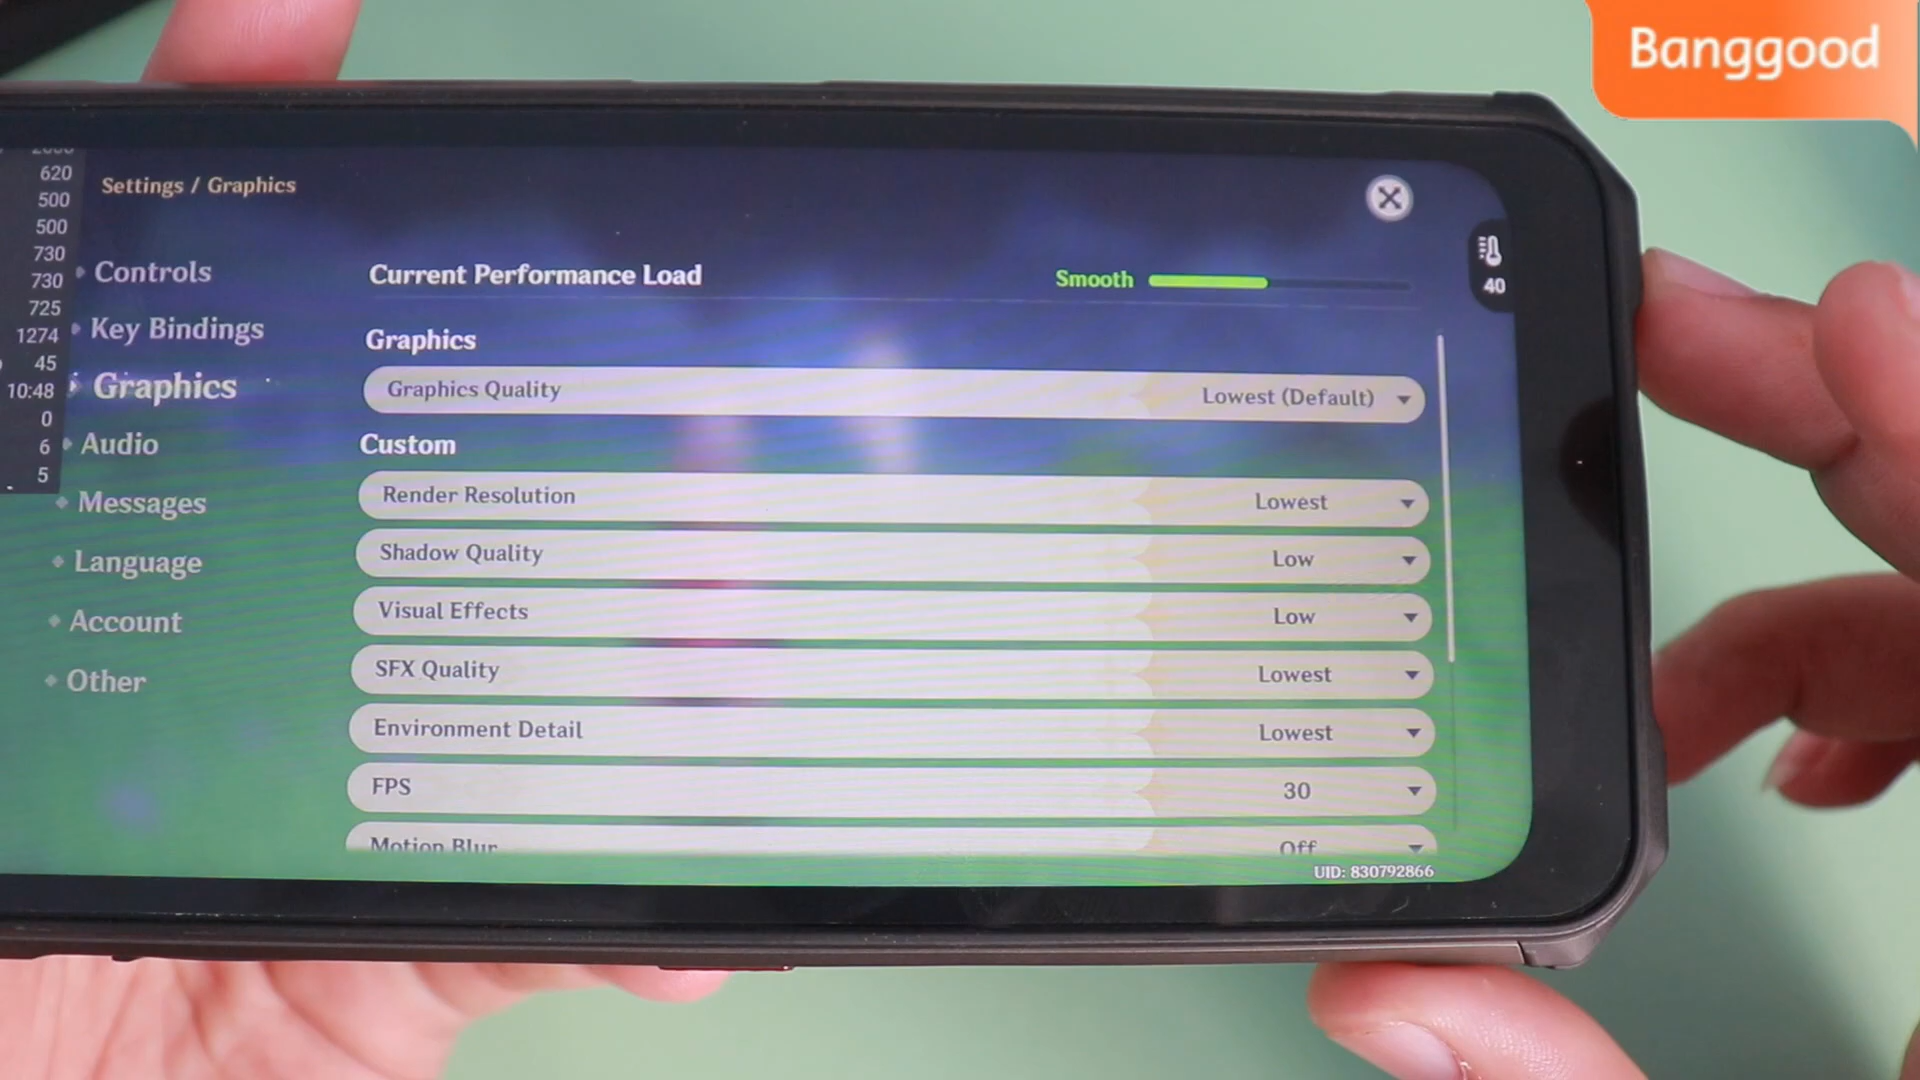 Banggood
620
500
500
730
730
725
1274
45
10:48
0
6
5
Settings / Graphics
Controls
Key Bindings
Graphics
Audio
Messages
Language
Account
Other
Current Performance Load
Smooth
40
Graphics
Graphics Quality Lowest (Default)
Custom
Render Resolution Lowest
Shadow Quality Low
Visual Effects Low
SFX Quality Lowest
Environment Detail Lowest
FPS 30
Motion Blur Off
UID: 830792866